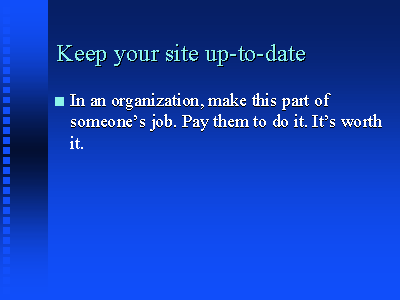 Keep your site up-to-date
In an organization, make this part of
someone’s job. Pay them to do it. It’s worth
it.